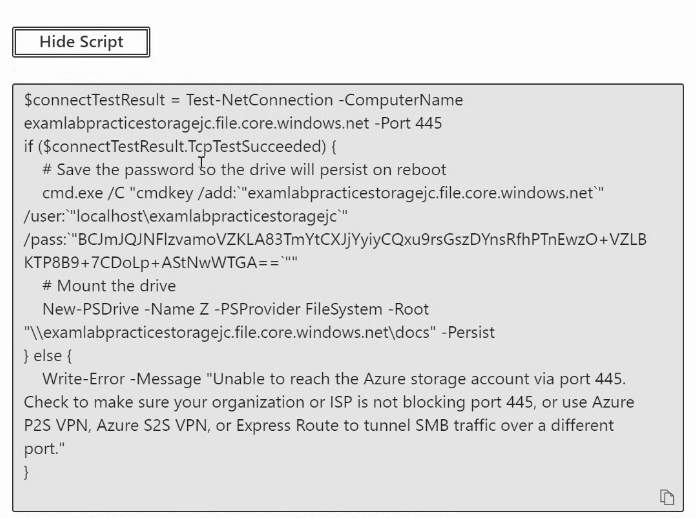 Hide Script
$connectTestResult = Test-NetConnection -ComputerName
examlabpracticestoragejc.file.core.windows.net -Port 445
if ($connectTestResult.TcpTestSucceeded) {
# Save the password so the drive will persist on reboot
cmd.exe /C "cmdkey /add:`"examlabpracticestoragejc.file.core.windows.net`"
/user:`"localhost\examlabpracticestoragejc`"
/pass:`"BCJmJQJNFlzvamoVZKLA83TmYtCXJjYyiyCQxu9rsGszDYnsRfhPTnEwzO+VZLB
KTP8B9+7CDoLp+AStNwWTGA==`""
# Mount the drive
New-PSDrive -Name Z -PSProvider FileSystem -Root
"\\examlabpracticestoragejc.file.core.windows.net\docs" -Persist
} else {
Write-Error -Message "Unable to reach the Azure storage account via port 445.
Check to make sure your organization or ISP is not blocking port 445, or use Azure
P2S VPN, Azure S2S VPN, or Express Route to tunnel SMB traffic over a different
port."
}